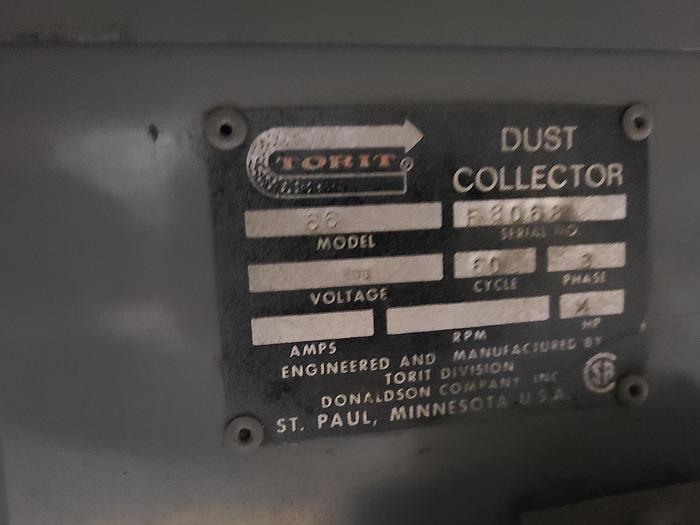 TORIT
DUST
COLLECTOR
66
MODEL
SERIAL NO.
VOLTAGE
60
CYCLE
3
PHASE
AMPS
RPM
HP
ENGINEERED AND MANUFACTURED BY
TORIT DIVISION
DONALDSON COMPANY INC.
ST. PAUL, MINNESOTA U.S.A.